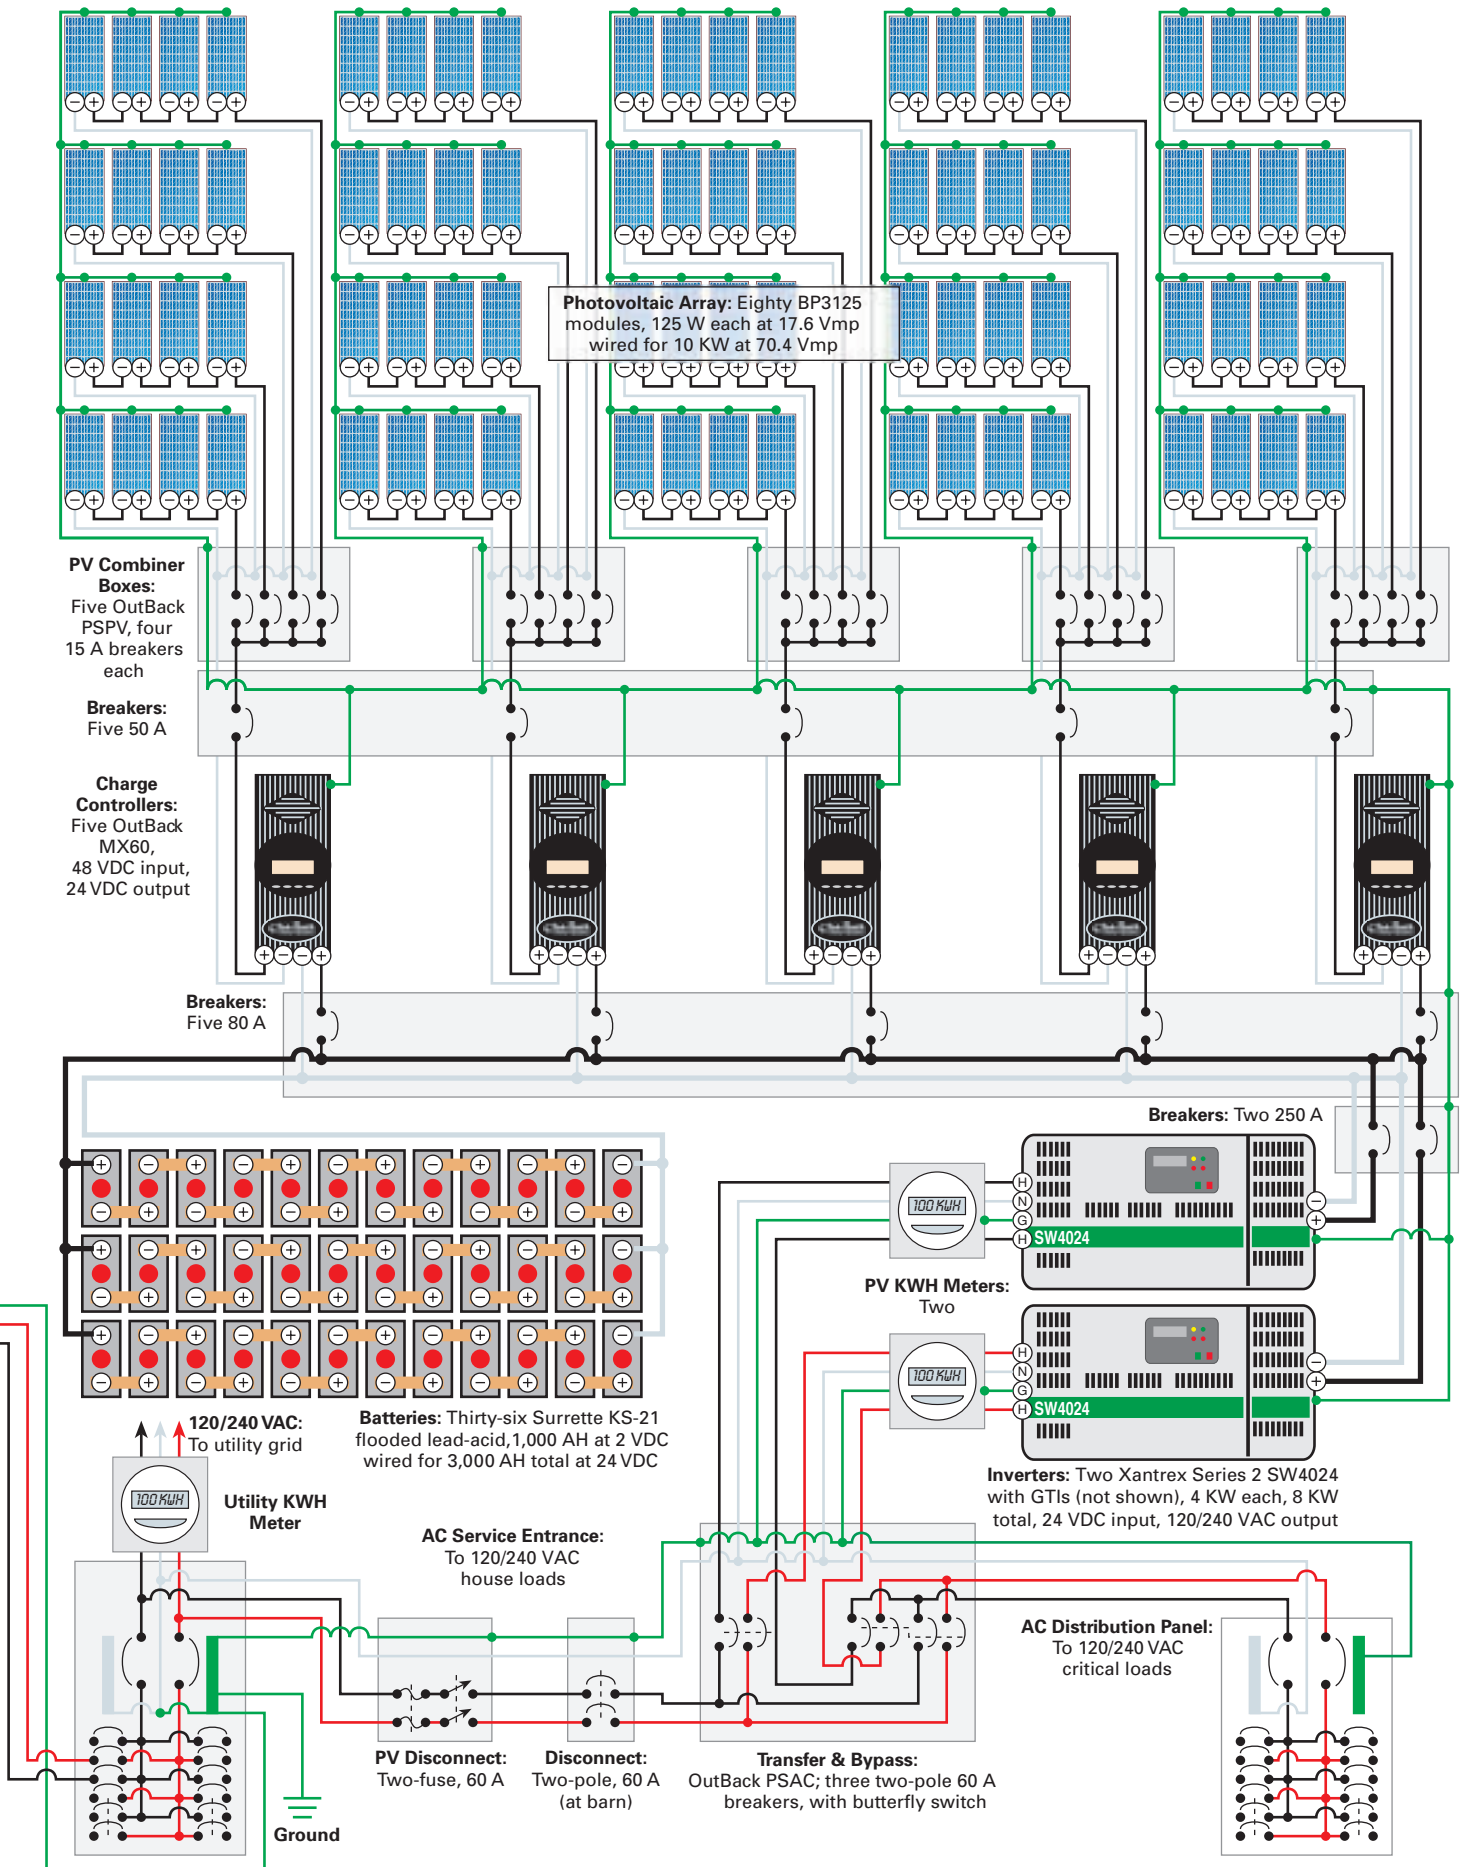 Photovoltaic Array: Eighty BP3125
modules, 125 W each at 17.6 Vmp
wired for 10 KW at 70.4 Vmp
PV Combiner
Boxes:
Five OutBack
PSPV, four
15 A breakers
each
Breakers:
Five 50 A
Charge
Controllers:
Five OutBack
MX60,
48 VDC input,
24 VDC output
Breakers:
Five 80 A
Breakers: Two 250 A
100 KWH
H
N
G
H
SW4024
PV KWH Meters:
Two
100 KWH
H
N
G
H
SW4024
120/240 VAC:
To utility grid
Batteries: Thirty-six Surrette KS-21
flooded lead-acid,1,000 AH at 2 VDC
wired for 3,000 AH total at 24 VDC
Inverters: Two Xantrex Series 2 SW4024
with GTIs (not shown), 4 KW each, 8 KW
total, 24 VDC input, 120/240 VAC output
100 KWH
Utility KWH
Meter
AC Service Entrance:
To 120/240 VAC
house loads
AC Distribution Panel:
To 120/240 VAC
critical loads
PV Disconnect:
Two-fuse, 60 A
Disconnect:
Two-pole, 60 A
(at barn)
Transfer & Bypass:
OutBack PSAC; three two-pole 60 A
breakers, with butterfly switch
Ground